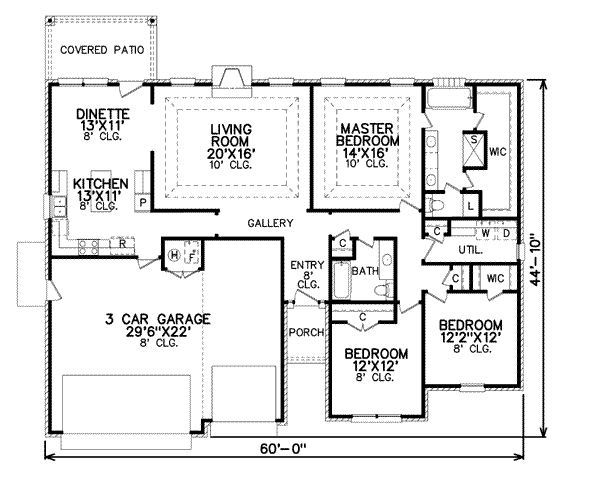 COVERED PATIO
DINETTE
13'X11'
8' CLG.
LIVING
ROOM
20'X16'
10' CLG.
MASTER
BEDROOM
14'X16'
10' CLG.
S
WIC
KITCHEN
13'X11'
8' CLG.
P
L
GALLERY
C
W
D
UTIL.
R
H
F
C
ENTRY
8'
CLG.
BATH
C
WIC
44'-10"
3 CAR GARAGE
29'6"X22'
8' CLG.
PORCH
C
BEDROOM
12'X12'
8' CLG.
BEDROOM
12'2"X12'
8' CLG.
60'-0"